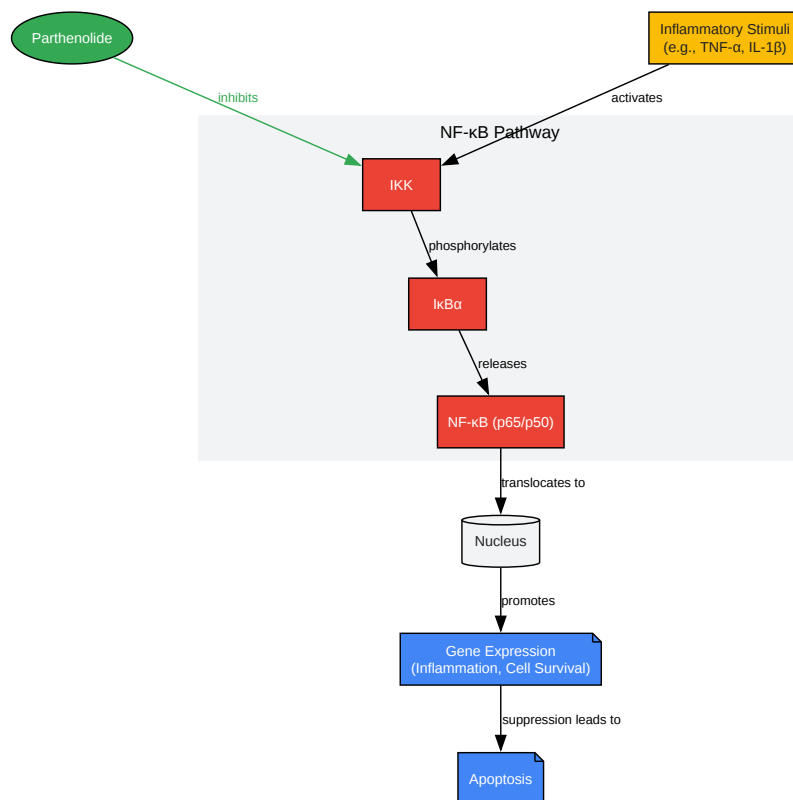 Parthenolide
Inflammatory Stimuli
(e.g., TNF-α, IL-1β)
inhibits
activates
NF-κB Pathway
IKK
phosphorylates
IκBα
releases
NF-κB (p65/p50)
translocates to
Nucleus
promotes
Gene Expression
(Inflammation, Cell Survival)
suppression leads to
Apoptosis